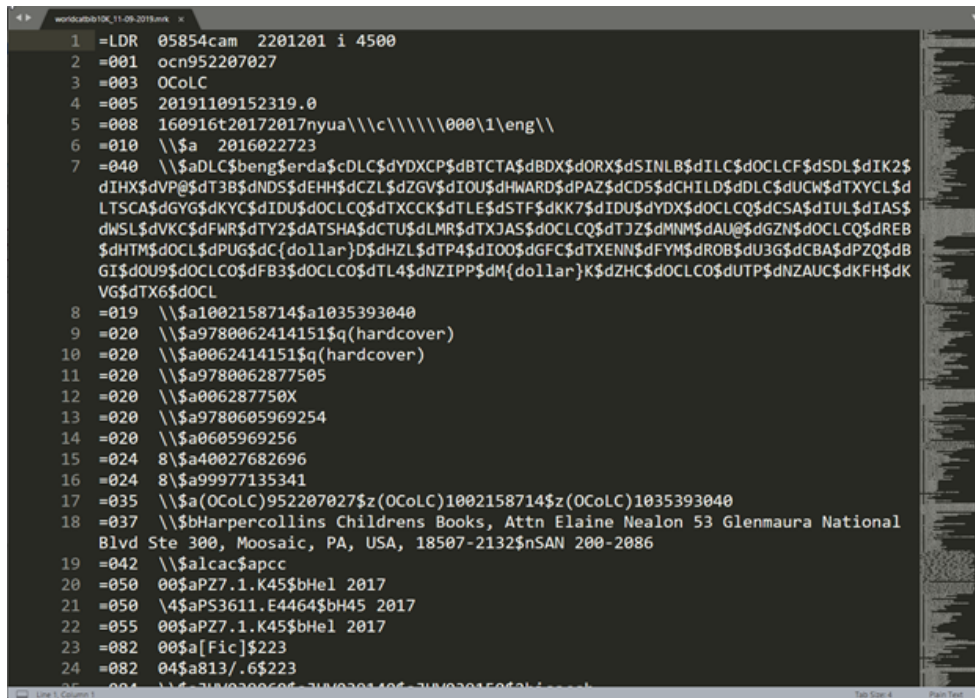 worldcatbib10K_11-09-2019.mrk ×
1 =LDR  05854cam  2201201 i 4500
2 =001  ocn952207027
3 =003  OCoLC
4 =005  20191109152319.0
5 =008  160916t20172017nyua\\\c\\\\\\000\1\eng\\
6 =010  \\$a  2016022723
7 =040  \\$aDLC$beng$erda$cDLC$dYDXCP$dBTCTA$dBDX$dORX$dSINLB$dILC$dOCLCF$dSDL$dIK2$
dIHX$dVP@$dT3B$dNDS$dEHH$dCZL$dZGV$dIOU$dHWARD$dPAZ$dCD5$dCHILD$dDLC$dUCW$dTXYCL$d
LTSCA$dGYG$dKYC$dIDU$dOCLCQ$dTXCCK$dTLE$dSTF$dKK7$dIDU$dYDX$dOCLCQ$dCSA$dIUL$dIAS$
dWSL$dVKC$dFWR$dTY2$dATSHA$dCTU$dLMR$dTXJAS$dOCLCQ$dTJZ$dMNM$dAU@$dGZN$dOCLCQ$dREB
$dHTM$dOCL$dPUG$dC{dollar}D$dHZL$dTP4$dIOO$dGFC$dTXENN$dFYM$dROB$dU3G$dCBA$dPZQ$dB
GI$dOU9$dOCLCO$dFB3$dOCLCO$dTL4$dNZIPP$dM{dollar}K$dZHC$dOCLCO$dUTP$dNZAUC$dKFH$dK
VG$dTX6$dOCL
8 =019  \\$a1002158714$a1035393040
9 =020  \\$a9780062414151$q(hardcover)
10 =020  \\$a0062414151$q(hardcover)
11 =020  \\$a9780062877505
12 =020  \\$a006287750X
13 =020  \\$a9780605969254
14 =020  \\$a0605969256
15 =024  8\$a40027682696
16 =024  8\$a99977135341
17 =035  \\$a(OCoLC)952207027$z(OCoLC)1002158714$z(OCoLC)1035393040
18 =037  \\$bHarpercollins Childrens Books, Attn Elaine Nealon 53 Glenmaura National
Blvd Ste 300, Moosaic, PA, USA, 18507-2132$nSAN 200-2086
19 =042  \\$alcac$apcc
20 =050  00$aPZ7.1.K45$bHel 2017
21 =050  \4$aPS3611.E4464$bH45 2017
22 =055  00$aPZ7.1.K45$bHel 2017
23 =082  00$a[Fic]$223
24 =082  04$a813/.6$223
Line 1, Column 1
Tab Size: 4
Plain Text